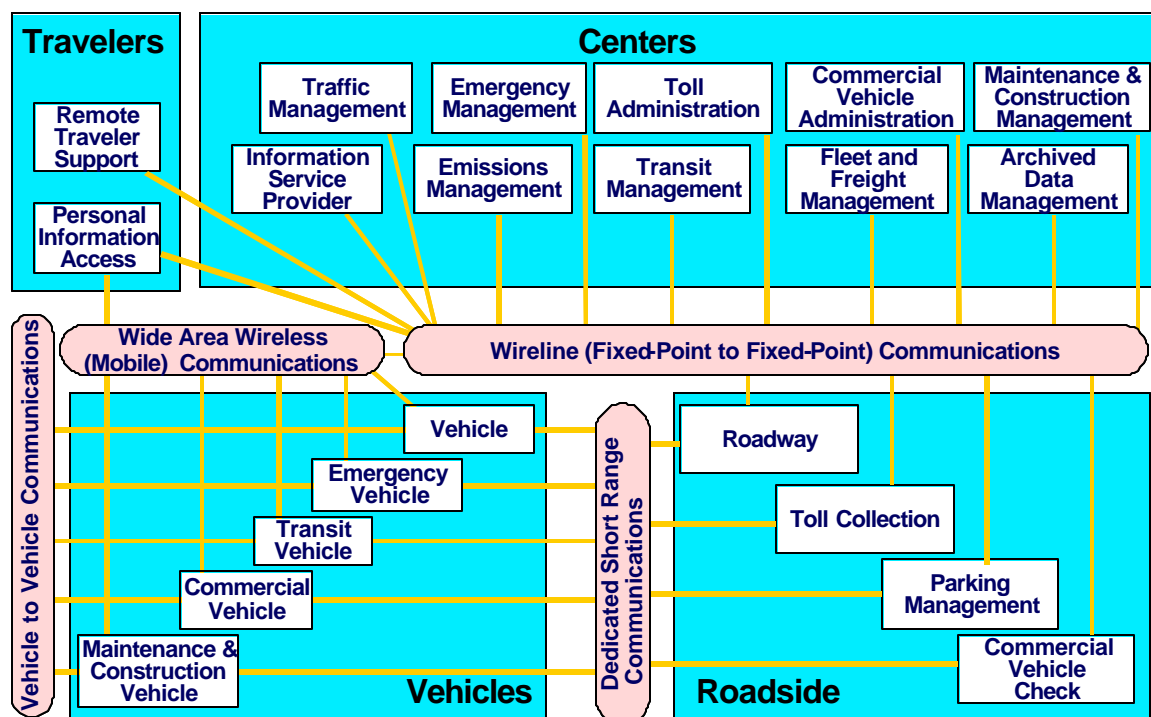 Travelers
Remote
Traveler
Support
Personal
Information
Access
Centers
Traffic
Management
Emergency
Management
Toll
Administration
Commercial
Vehicle
Administration
Maintenance &
Construction
Management
Information
Service
Provider
Emissions
Management
Transit
Management
Fleet and
Freight
Management
Archived
Data
Management
Wide Area Wireless
(Mobile) Communications
Wireline (Fixed-Point to Fixed-Point) Communications
Vehicle to Vehicle Communications
Vehicle
Emergency
Vehicle
Transit
Vehicle
Commercial
Vehicle
Maintenance &
Construction
Vehicle
Vehicles
Dedicated Short Range
Communications
Roadway
Toll Collection
Parking
Management
Commercial
Vehicle
Check
Roadside